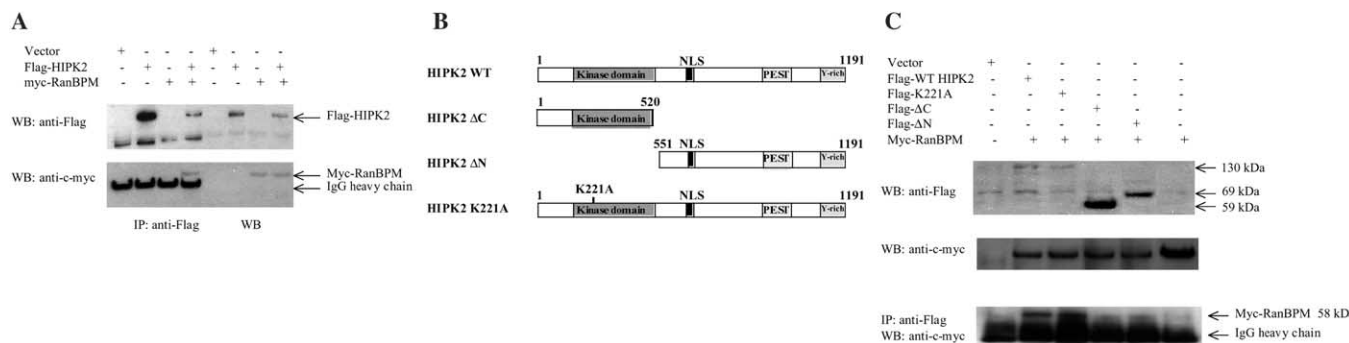 A
Vector + - - - + - - -
Flag-HIPK2 - + - + - + - +
myc-RanBPM - - + + - - + +
WB: anti-Flag
Flag-HIPK2
WB: anti-c-myc
Myc-RanBPM
IgG heavy chain
IP: anti-Flag WB
B
1 NLS 1191
HIPK2 WT Kinase domain PEST Y-rich
1 520
HIPK2 ΔC Kinase domain
551 NLS 1191
HIPK2 ΔN PEST Y-rich
K221A
1 NLS 1191
HIPK2 K221A Kinase domain PEST Y-rich
C
Vector + - - - - -
Flag-WT HIPK2 - + - - - -
Flag-K221A - - + - - -
Flag-ΔC - - - + - -
Flag-ΔN - - - - + -
Myc-RanBPM - + + + + +
130 kDa
WB: anti-Flag
69 kDa
59 kDa
WB: anti-c-myc
IP: anti-Flag
Myc-RanBPM 58 kD
WB: anti-c-myc
IgG heavy chain